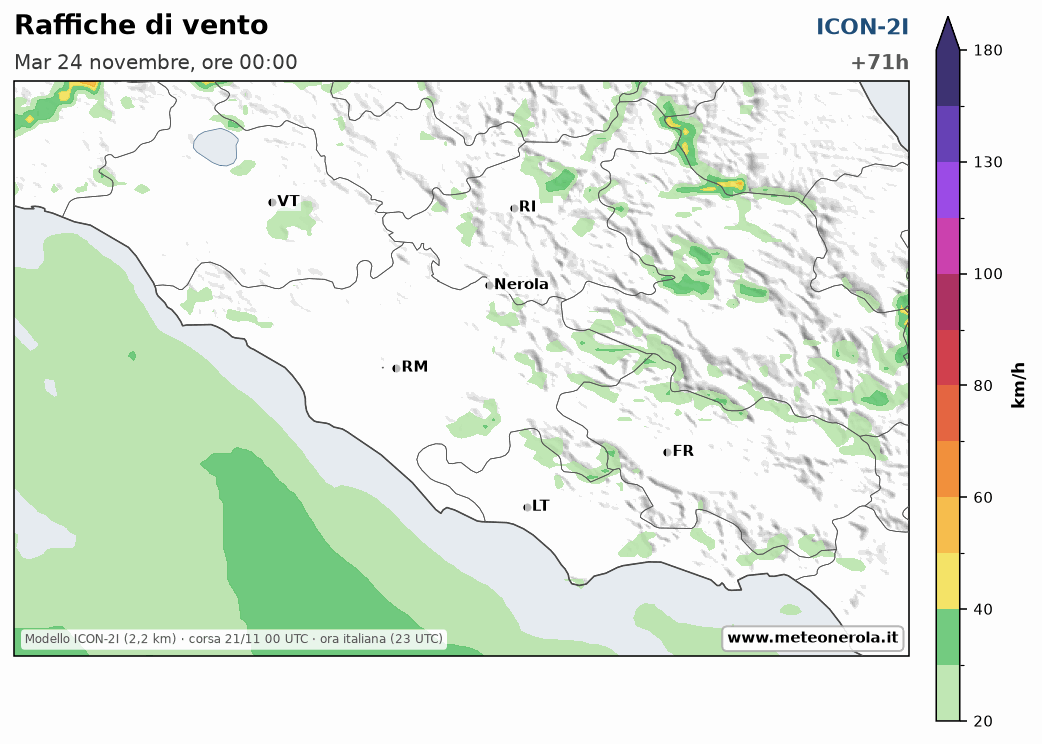 Raffiche di vento
ICON-2I
Mar 24 novembre, ore 00:00
+71h
180
VT
RI
130
Nerola
100
RM
80
km/h
FR
60
LT
40
Modello ICON-2I (2,2 km) · corsa 21/11 00 UTC · ora italiana (23 UTC)
www.meteonerola.it
20